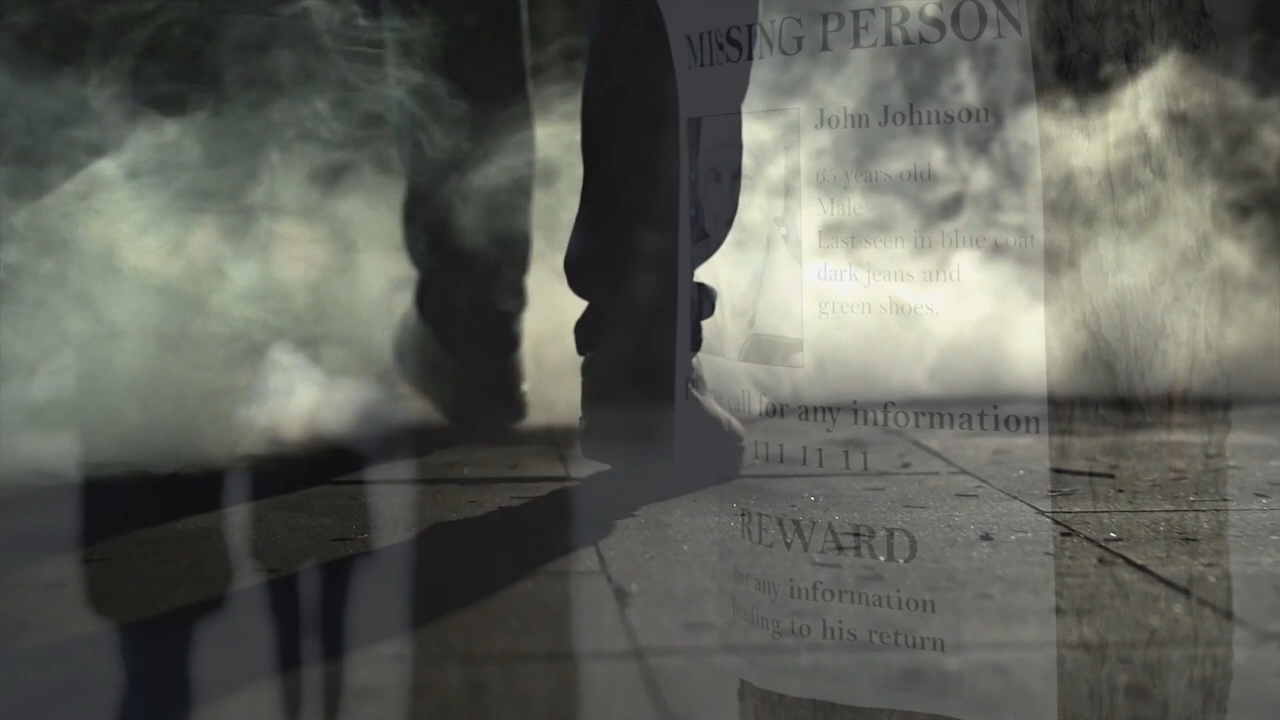 MISSING PERSON
John Johnson
65 years old
Male
Last seen in blue coat
dark jeans and
green shoes.
Please call for any information
111 11 11
REWARD
for any information
leading to his return